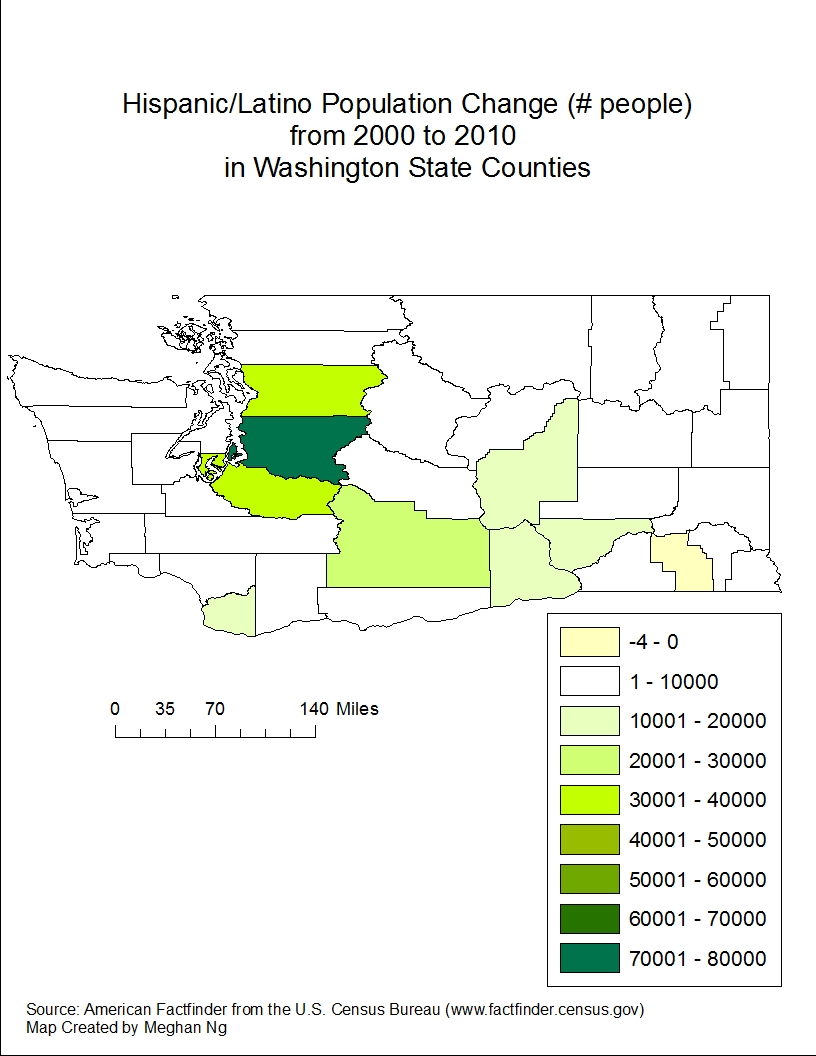 Hispanic/Latino Population Change (# people)
from 2000 to 2010
in Washington State Counties
0 35 70 140 Miles
-4 - 0
1 - 10000
10001 - 20000
20001 - 30000
30001 - 40000
40001 - 50000
50001 - 60000
60001 - 70000
70001 - 80000
Source: American Factfinder from the U.S. Census Bureau (www.factfinder.census.gov)
Map Created by Meghan Ng